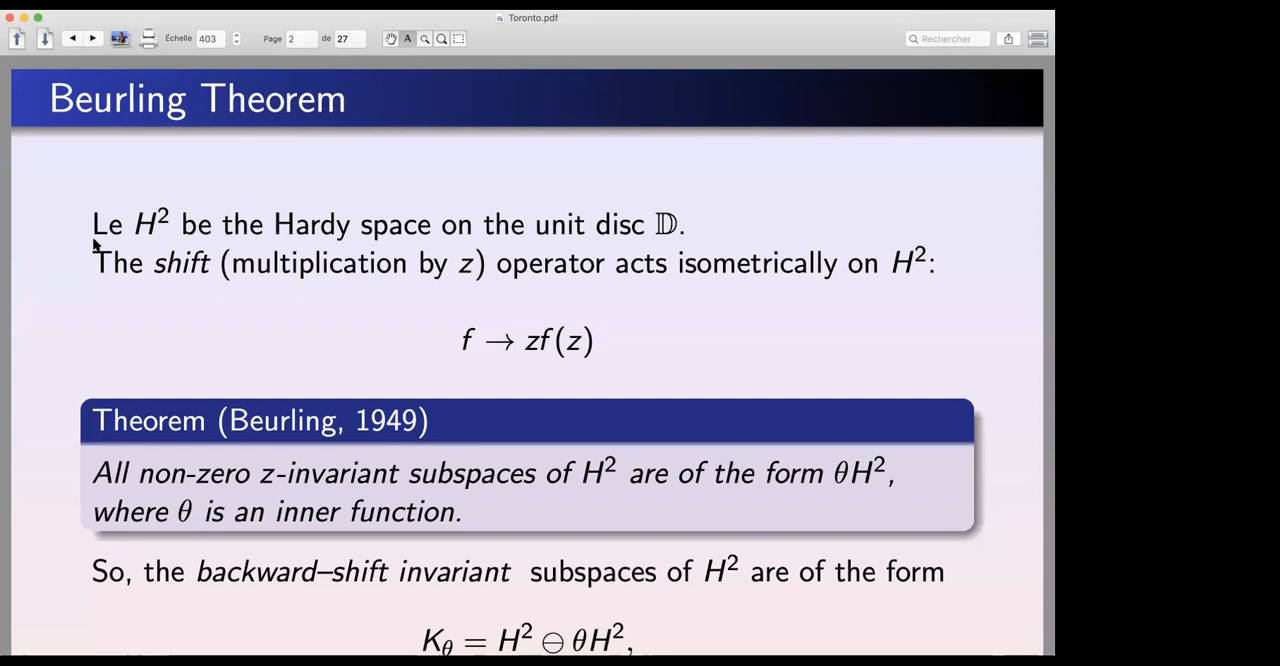 Toronto.pdf
Échelle 403 Page 2 de 27 A Rechercher
Beurling Theorem
Le H² be the Hardy space on the unit disc 𝔻.
The shift (multiplication by z) operator acts isometrically on H²:
f → zf(z)
Theorem (Beurling, 1949)
All non-zero z-invariant subspaces of H² are of the form θH²,
where θ is an inner function.
So, the backward–shift invariant subspaces of H² are of the form
K_θ = H² ⊖ θH²,